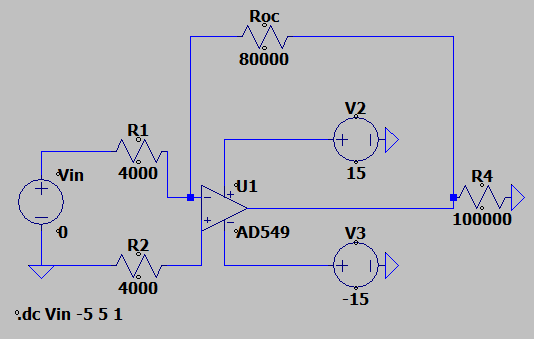 Roc
80000
V2
R1
Vin
4000
U1
15
R4
100000
AD549
R2
V3
0
4000
-15
.dc Vin -5 5 1